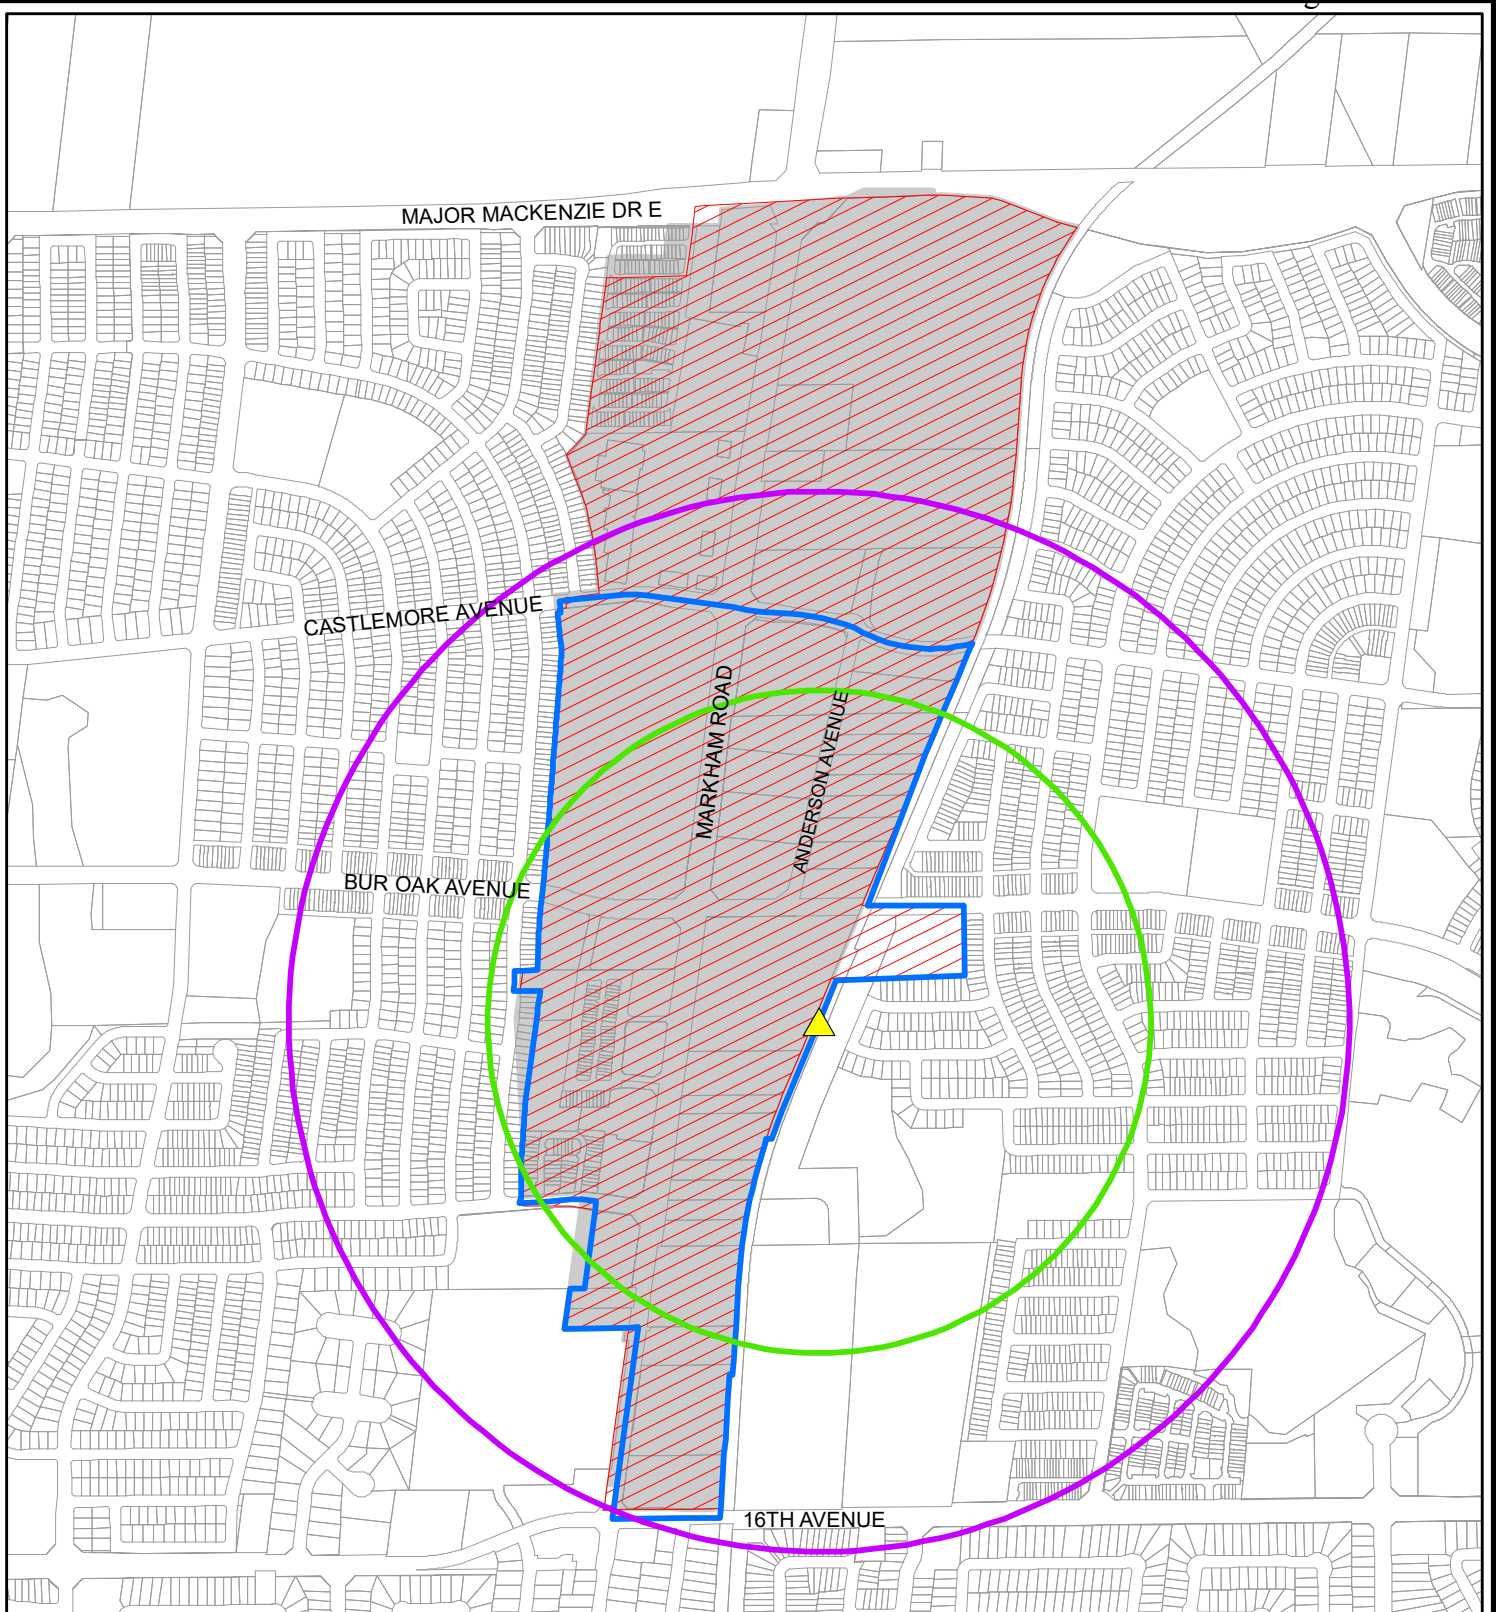 MAJOR MACKENZIE DR E
CASTLEMORE AVENUE
MARKHAM ROAD
ANDERSON AVENUE
BUR OAK AVENUE
16TH AVENUE